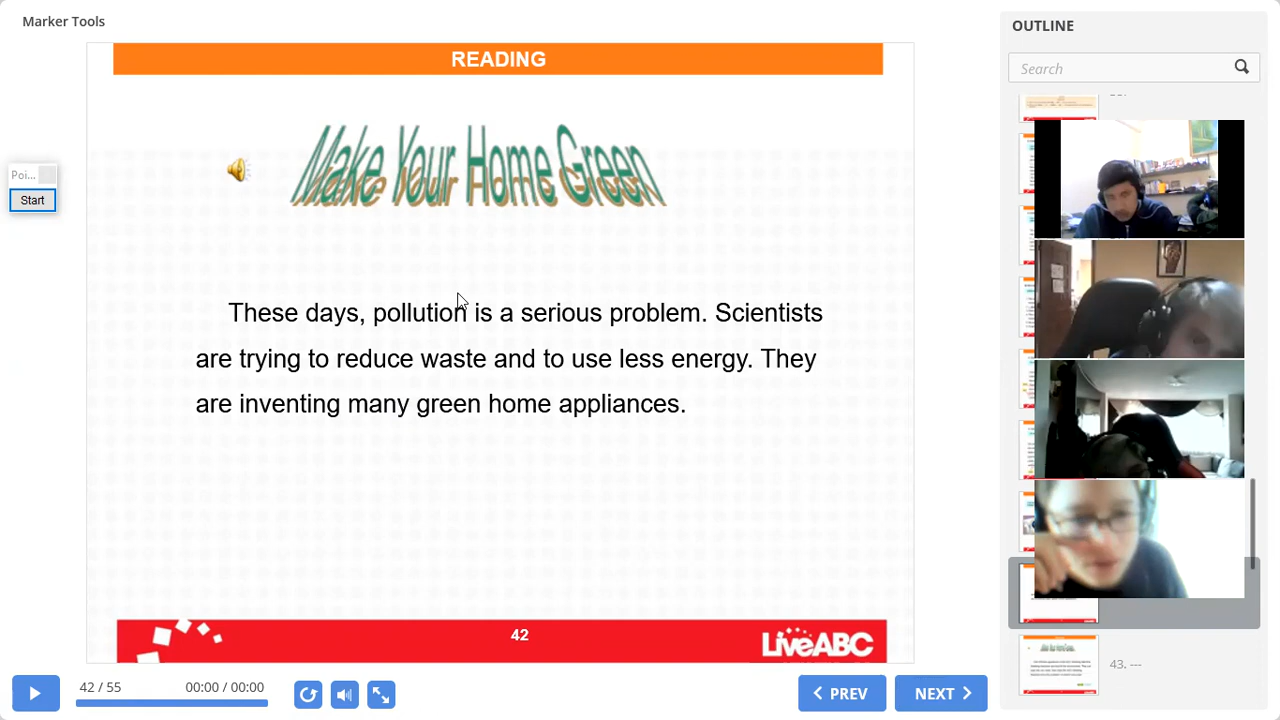 Marker Tools
READING
Make Your Home Green
Poi...
Start
These days, pollution is a serious problem. Scientists
are trying to reduce waste and to use less energy. They
are inventing many green home appliances.
42
LiveABC
42 / 55
00:00 / 00:00
PREV
NEXT
OUTLINE
Search
43. ---